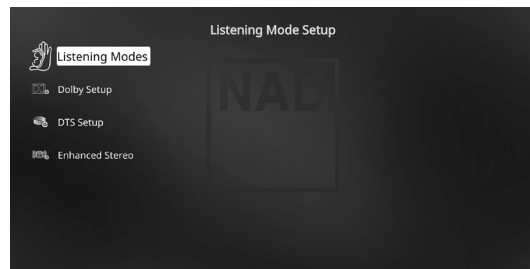 Listening Mode Setup
Listening Modes
Dolby Setup
DTS Setup
Enhanced Stereo
NAD